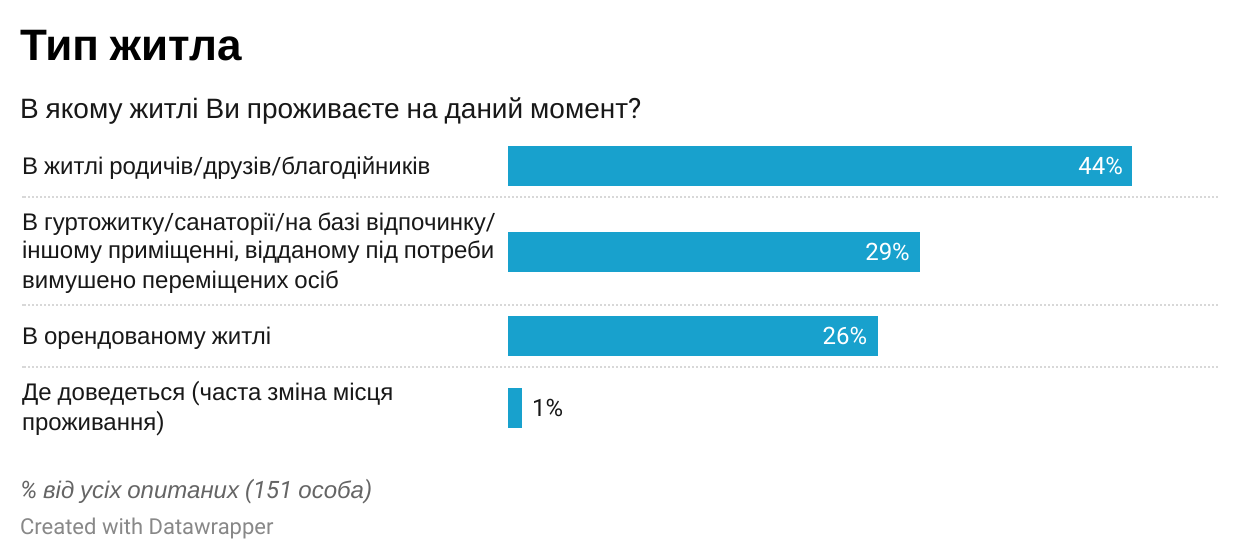 Тип житла
В якому житлі Ви проживаєте на даний момент?
В житлі родичів/друзів/благодійників
44%
В гуртожитку/санаторії/на базі відпочинку/
іншому приміщенні, відданому під потреби
вимушено переміщених осіб
29%
В орендованому житлі
26%
Де доведеться (часта зміна місця
проживання)
1%
% від усіх опитаних (151 особа)
Created with Datawrapper